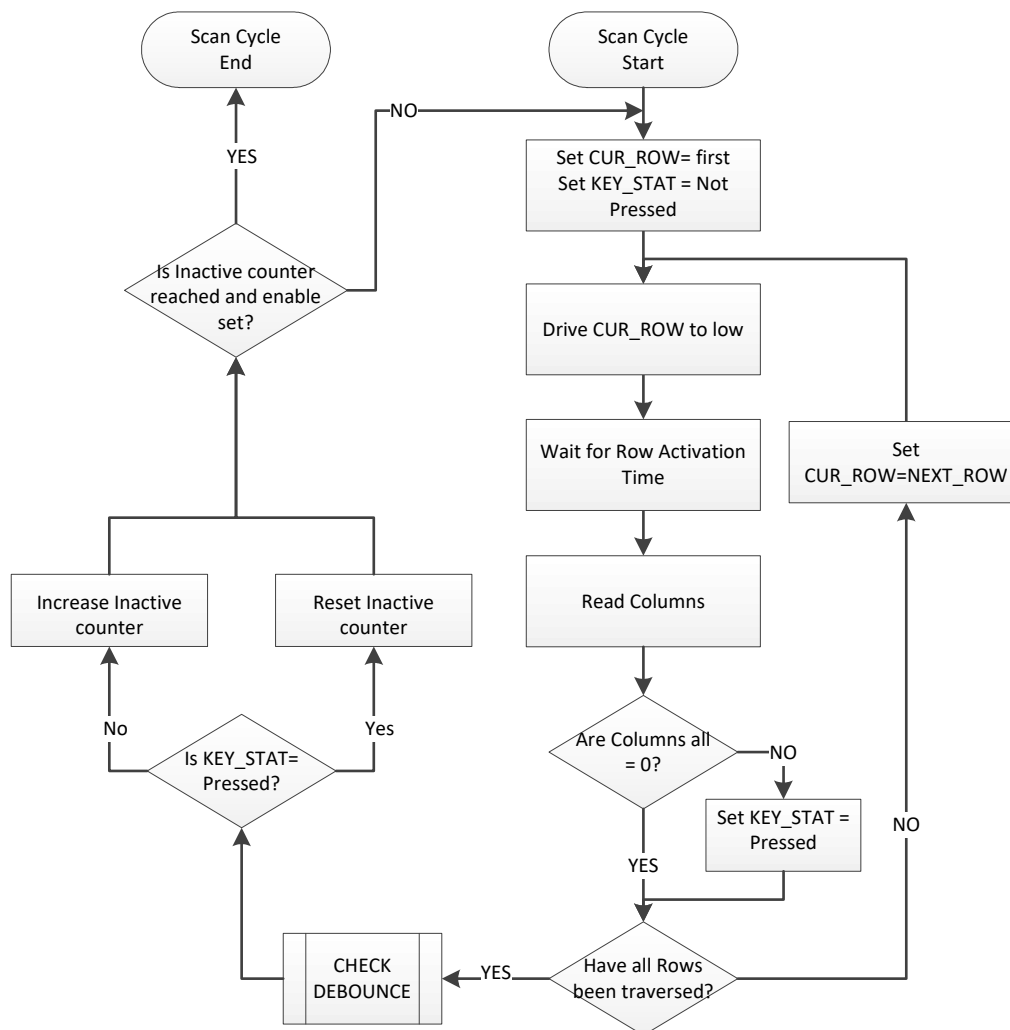 Scan Cycle
End
Scan Cycle
Start
NO
YES
Set CUR_ROW= first
Set KEY_STAT = Not
Pressed
Is Inactive counter
reached and enable
set?
Drive CUR_ROW to low
Wait for Row Activation
Time
Set
CUR_ROW=NEXT_ROW
Increase Inactive
counter
Reset Inactive
counter
Read Columns
No
Yes
Is KEY_STAT=
Pressed?
Are Columns all
= 0?
NO
Set KEY_STAT =
Pressed
NO
YES
CHECK
DEBOUNCE
YES
Have all Rows
been traversed?